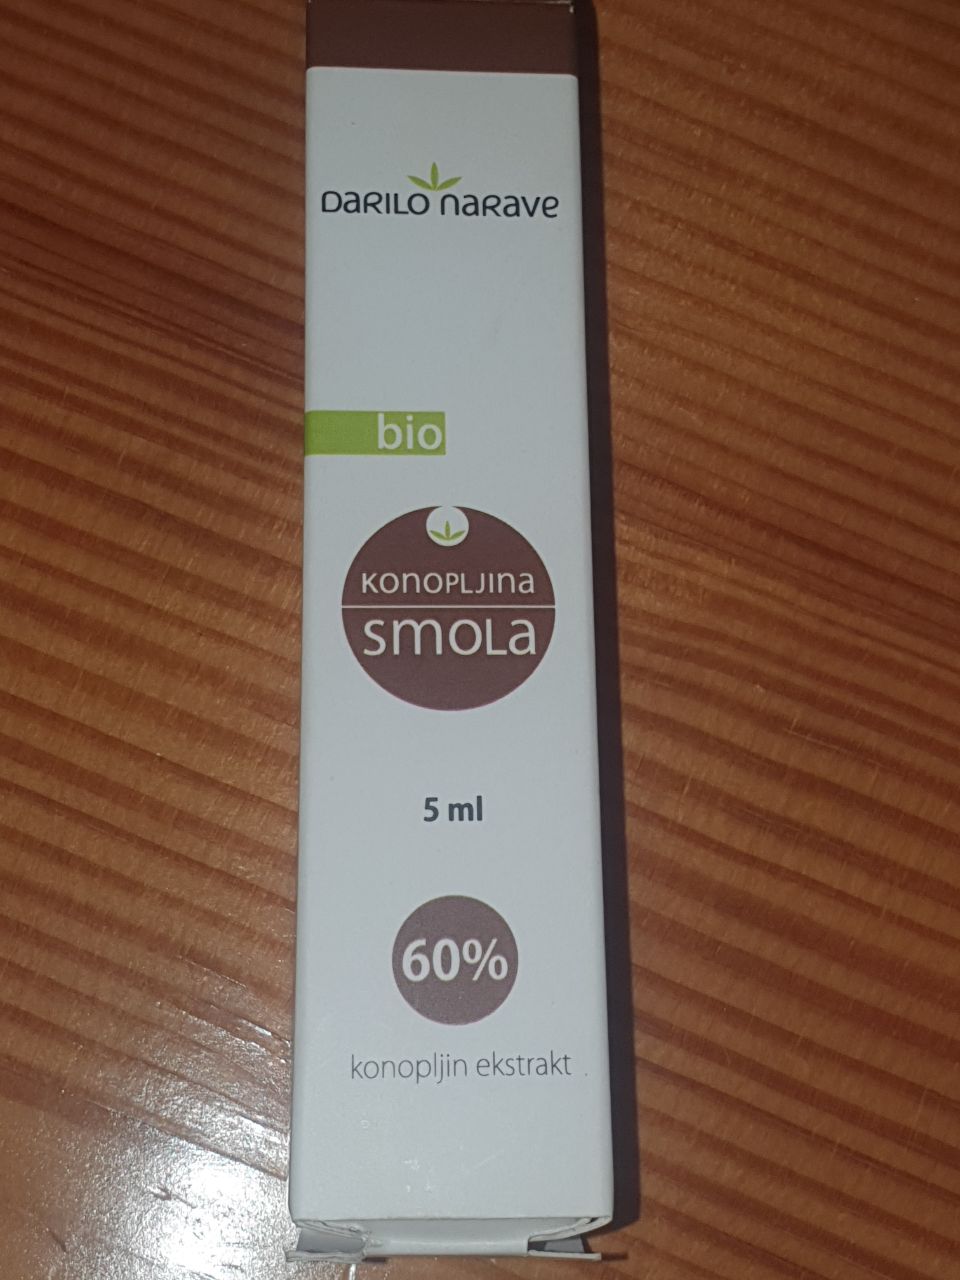 DARILO NARAVE
bio
KONOPLJINA
SMOLA
5 ml
60%
konopljin ekstrakt